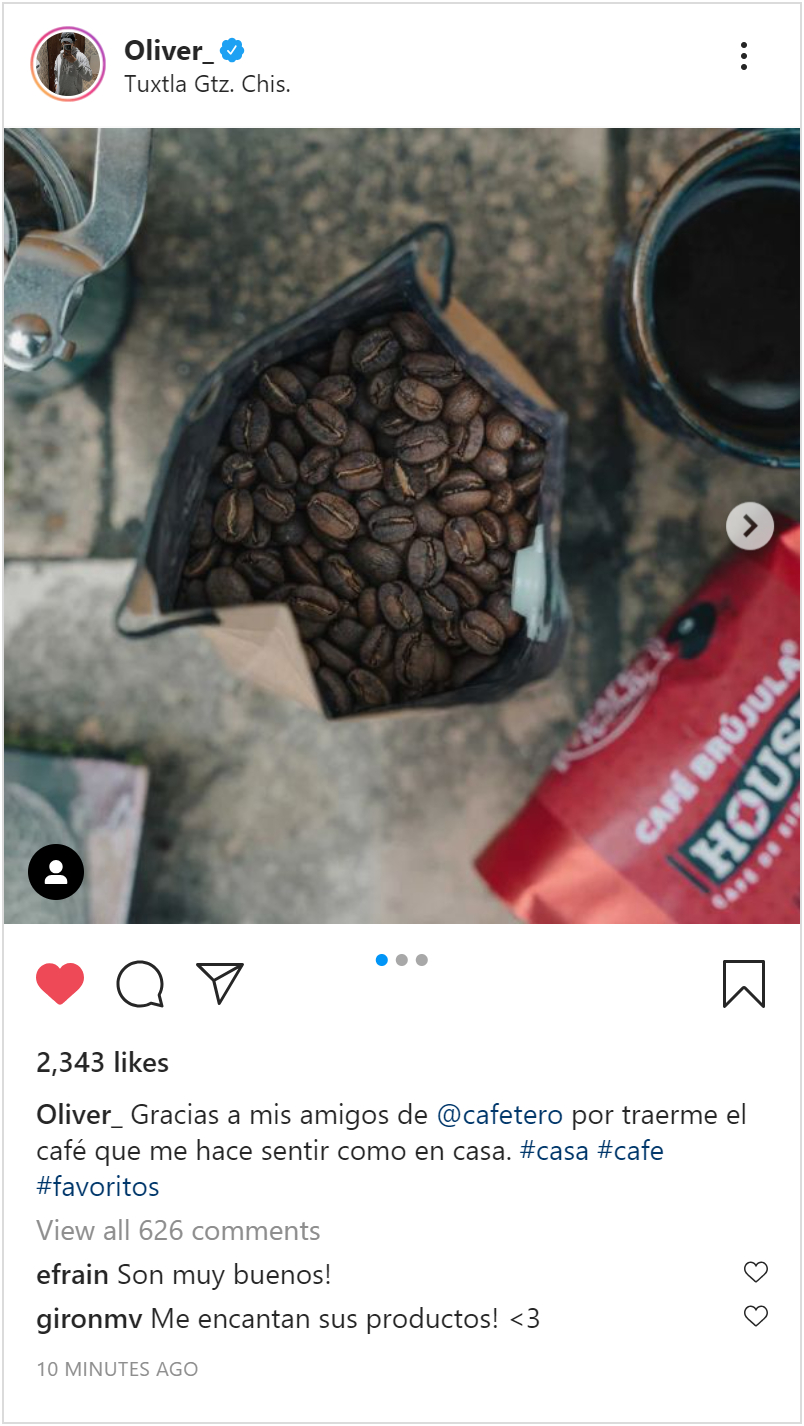 Oliver_
Tuxtla Gtz. Chis.
CAFÉ BRÚJULA®
HOUS
2,343 likes
Oliver_ Gracias a mis amigos de @cafetero por traerme el
café que me hace sentir como en casa. #casa #cafe
#favoritos
View all 626 comments
efrain Son muy buenos!
gironmv Me encantan sus productos! <3
10 MINUTES AGO